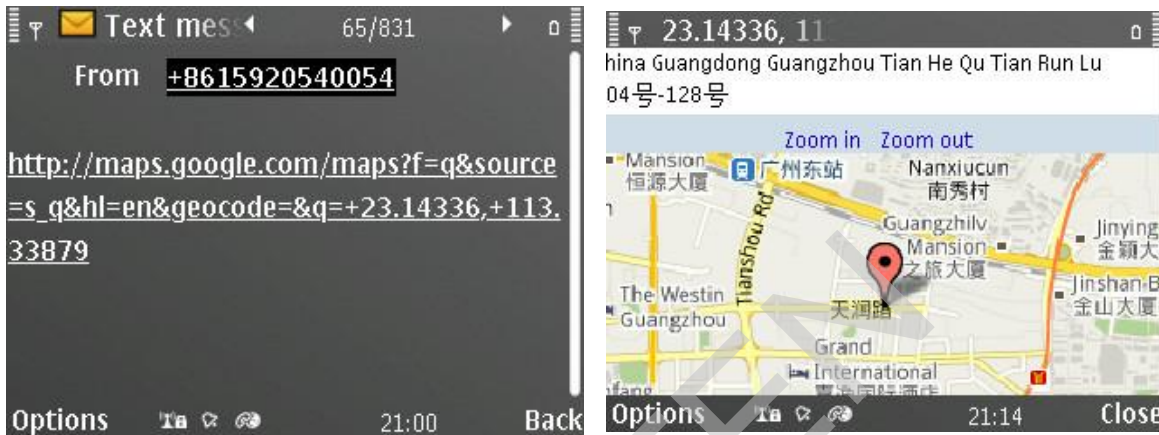 Text mes
65/831
From +8615920540054
http://maps.google.com/maps?f=q&source
=s_q&hl=en&geocode=&q=+23.14336,+113.
33879
Options
21:00
Back
23.14336, 11
hina Guangdong Guangzhou Tian He Qu Tian Run Lu
04号-128号
Zoom in Zoom out
Mansion
恒源大厦
广州东站
Nanxiucun
南秀村
Tianshou Rd
Guangzhilv
Mansion
之旅大厦
Jinying
金颖大
The Westin
Guangzhou
天润路
Jinshan B
金山大厦
Grand
International
Options
21:14
Close